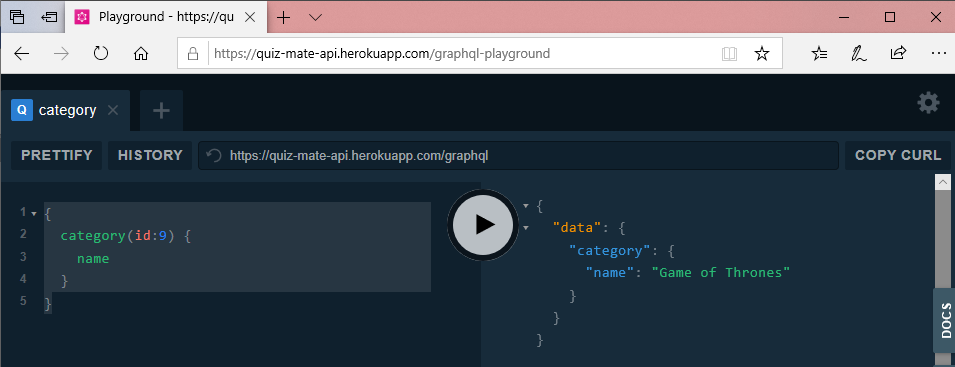 Playground - https://qu
https://quiz-mate-api.herokuapp.com/graphql-playground
Q category
PRETTIFY HISTORY https://quiz-mate-api.herokuapp.com/graphql COPY CURL
1 {
2 category(id:9) {
3 name
4 }
5 }
{
"data": {
"category": {
"name": "Game of Thrones"
}
}
}
DOCS